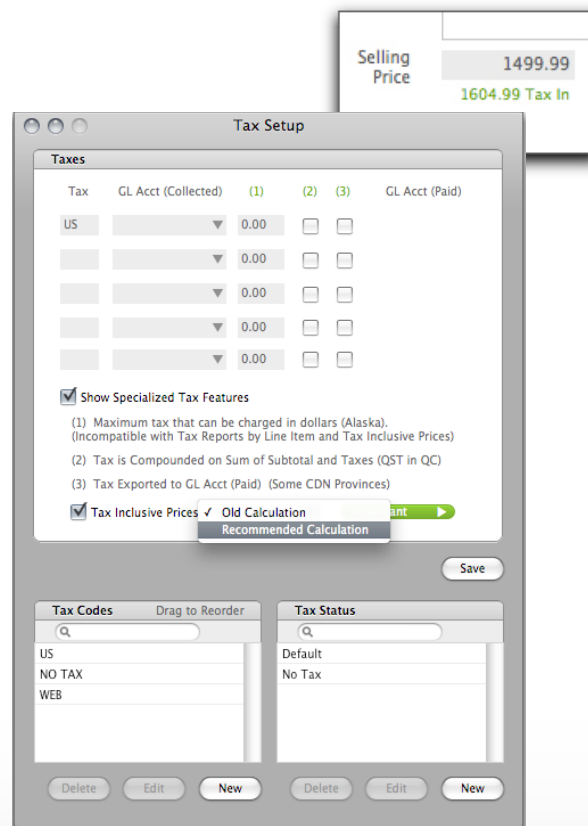 Selling Price 1499.99
1604.99 Tax In
Tax Setup
Taxes
Tax GL Acct (Collected) (1) (2) (3) GL Acct (Paid)
US 0.00
0.00
0.00
0.00
0.00
Show Specialized Tax Features
(1) Maximum tax that can be charged in dollars (Alaska).
(Incompatible with Tax Reports by Line Item and Tax Inclusive Prices)
(2) Tax is Compounded on Sum of Subtotal and Taxes (QST in QC)
(3) Tax Exported to GL Acct (Paid) (Some CDN Provinces)
Tax Inclusive Prices ✓ Old Calculation
Recommended Calculation
Save
Tax Codes Drag to Reorder Tax Status
US Default
NO TAX No Tax
WEB
Delete Edit New Delete Edit New